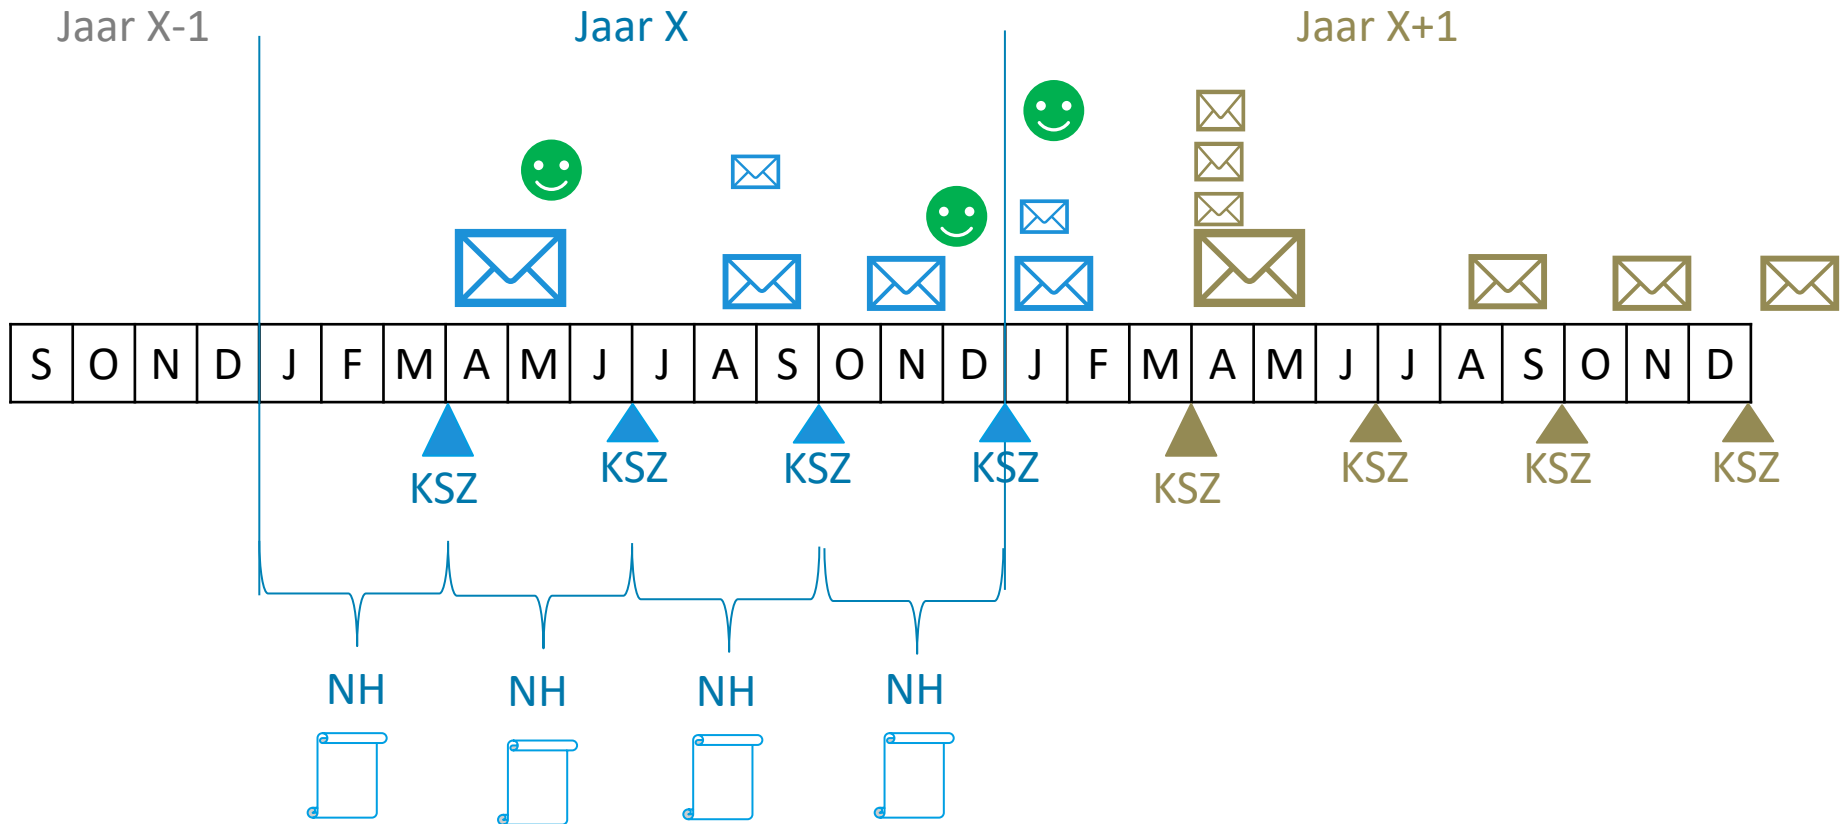 Jaar X-1 Jaar X Jaar X+1
S O N D J F M A M J J A S O N D J F M A M J J A S O N D
KSZ KSZ KSZ KSZ KSZ KSZ KSZ KSZ
NH NH NH NH